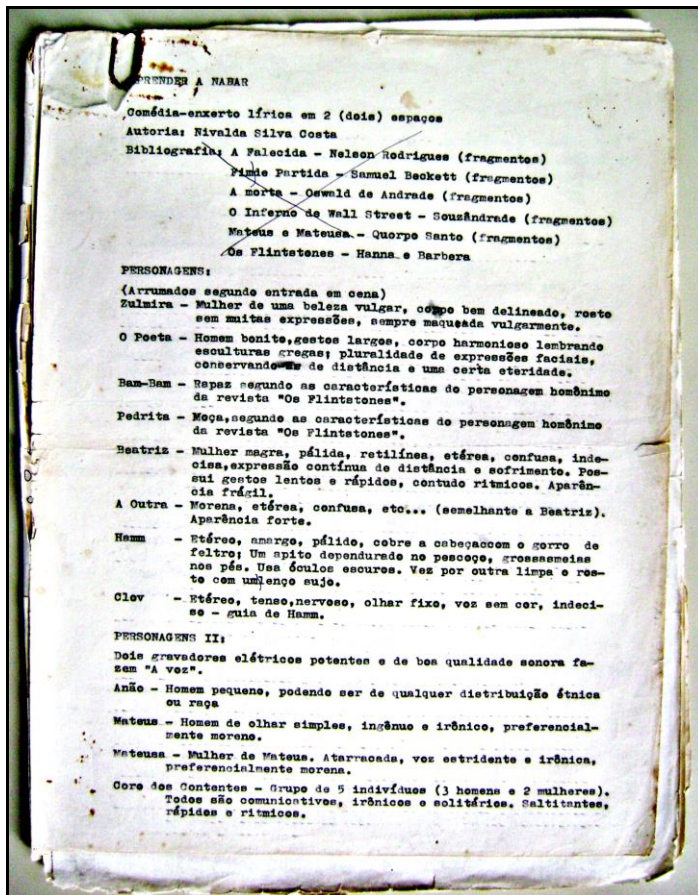 PRENDER A NADAR
Comédia-enxerto lírica em 2 (dois) espaços
Autoria: Nivalda Silva Costa
Bibliografia: A Falecida - Nelson Rodrigues (fragmentos)
Fimde Partida - Samuel Beckett (fragmentos)
A morta - Oswald de Andrade (fragmentos)
O Inferno de Wall Street - SouzÂndrade (fragmentos)
Mateus e Mateusa - Quorpo Santo (fragmentos)
Os Flintstones - Hanna e Barbera
PERSONAGENS:
(Arrumados segundo entrada em cena)
Zulmira - Mulher de uma beleza vulgar, corpo bem delineado, rosto
sem muitas expressões, sempre maqueada vulgarmente.
O Poeta - Homem bonito,gestos largos, corpo harmonioso lembrando
esculturas gregas; pluralidade de expressões faciais,
conservando de distância e uma certa eteridade.
Bam-Bam - Rapaz segundo as características do personagem homônimo
da revista "Os Flintstones".
Pedrita - Moça,segundo as características do personagem homônimo
da revista "Os Flintstones".
Beatriz - Mulher magra, pálida, retilínea, etérea, confusa, inde-
cisa,expressão contínua de distância e sofrimento. Pos-
sui gestos lentos e rápidos, contudo ritmicos. Aparên-
cia frágil.
A Outra - Morena, etérea, confusa, etc... (semelhante a Beatriz).
Aparência forte.
Hamm - Etéreo, amargo, pálido, cobre a cabeçaccom o gorro de
feltro; Um apito dependurado no pescoço, grossasmeias
nos pés. Usa óculos escuros. Vez por outra limpa o ros-
to com umlenço sujo.
Clov - Etéreo, tenso,nervoso, olhar fixo, voz sem cor, indeci-
so - guia de Hamm.
PERSONAGENS II:
Dois gravadores elétricos potentes e de boa qualidade sonora fa-
zem "A voz".
Anão - Homem pequeno, podendo ser de qualquer distribuição étnica
ou raça
Mateus - Homem de olhar simples, ingênuo e irônico, preferencial-
mente moreno.
Mateusa - Mulher de Mateus. Atarracada, voz estridente e irônica,
preferencialmente morena.
Coro dos Contentes - Grupo de 5 indivíduos (3 homens e 2 mulheres).
Todos são comunicativos, irônicos e solitários. Saltitantes,
rápidos e ritmicos.